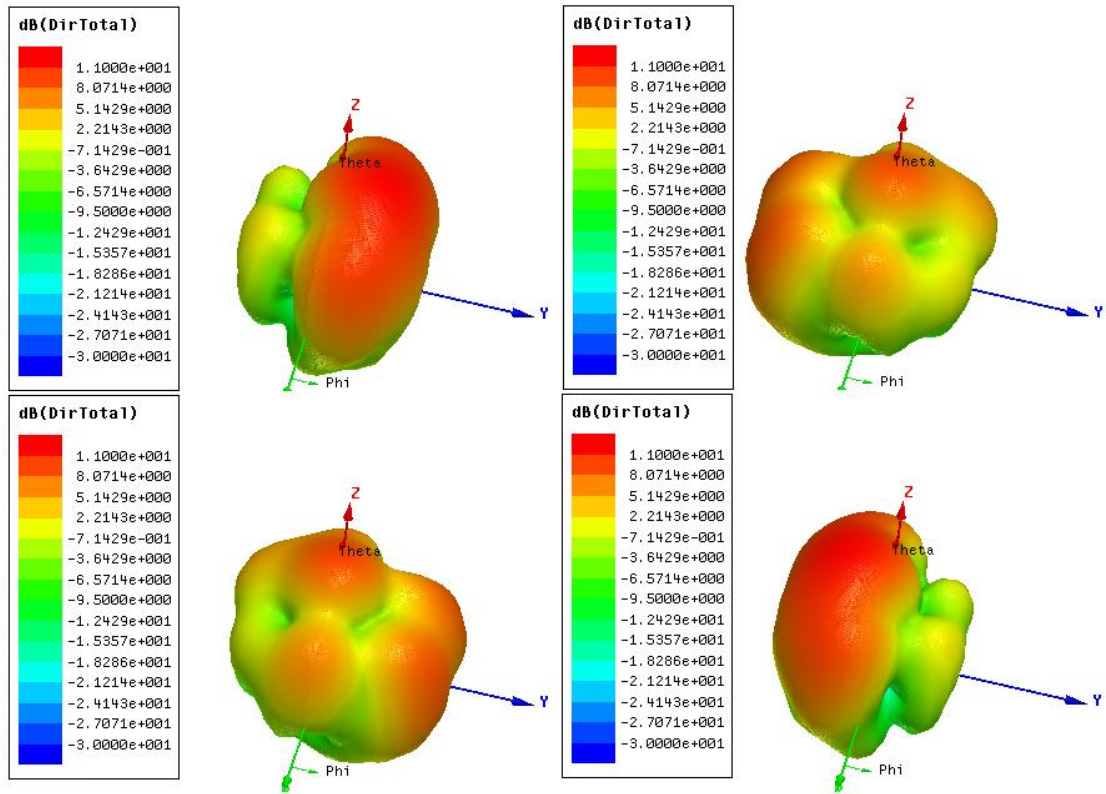 dB(DirTotal)
1.1000e+001
8.0714e+000
5.1429e+000
2.2143e+000
-7.1429e-001
-3.6429e+000
-6.5714e+000
-9.5000e+000
-1.2429e+001
-1.5357e+001
-1.8286e+001
-2.1214e+001
-2.4143e+001
-2.7071e+001
-3.0000e+001
Z
Theta
Y
Phi
dB(DirTotal)
1.1000e+001
8.0714e+000
5.1429e+000
2.2143e+000
-7.1429e-001
-3.6429e+000
-6.5714e+000
-9.5000e+000
-1.2429e+001
-1.5357e+001
-1.8286e+001
-2.1214e+001
-2.4143e+001
-2.7071e+001
-3.0000e+001
Z
Theta
Y
Phi
dB(DirTotal)
1.1000e+001
8.0714e+000
5.1429e+000
2.2143e+000
-7.1429e-001
-3.6429e+000
-6.5714e+000
-9.5000e+000
-1.2429e+001
-1.5357e+001
-1.8286e+001
-2.1214e+001
-2.4143e+001
-2.7071e+001
-3.0000e+001
Z
Theta
Y
Phi
dB(DirTotal)
1.1000e+001
8.0714e+000
5.1429e+000
2.2143e+000
-7.1429e-001
-3.6429e+000
-6.5714e+000
-9.5000e+000
-1.2429e+001
-1.5357e+001
-1.8286e+001
-2.1214e+001
-2.4143e+001
-2.7071e+001
-3.0000e+001
Z
Theta
Y
Phi